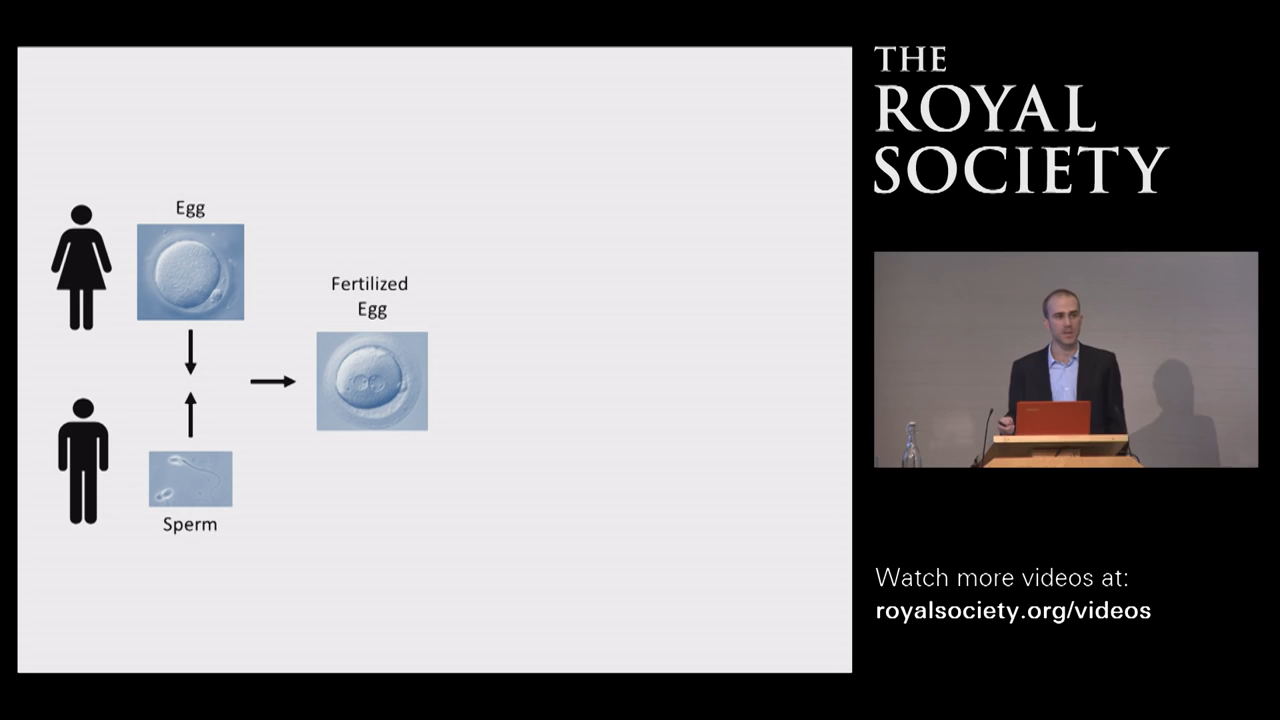 Egg
Fertilized
Egg
Sperm
THE
ROYAL
SOCIETY
Watch more videos at:
royalsociety.org/videos